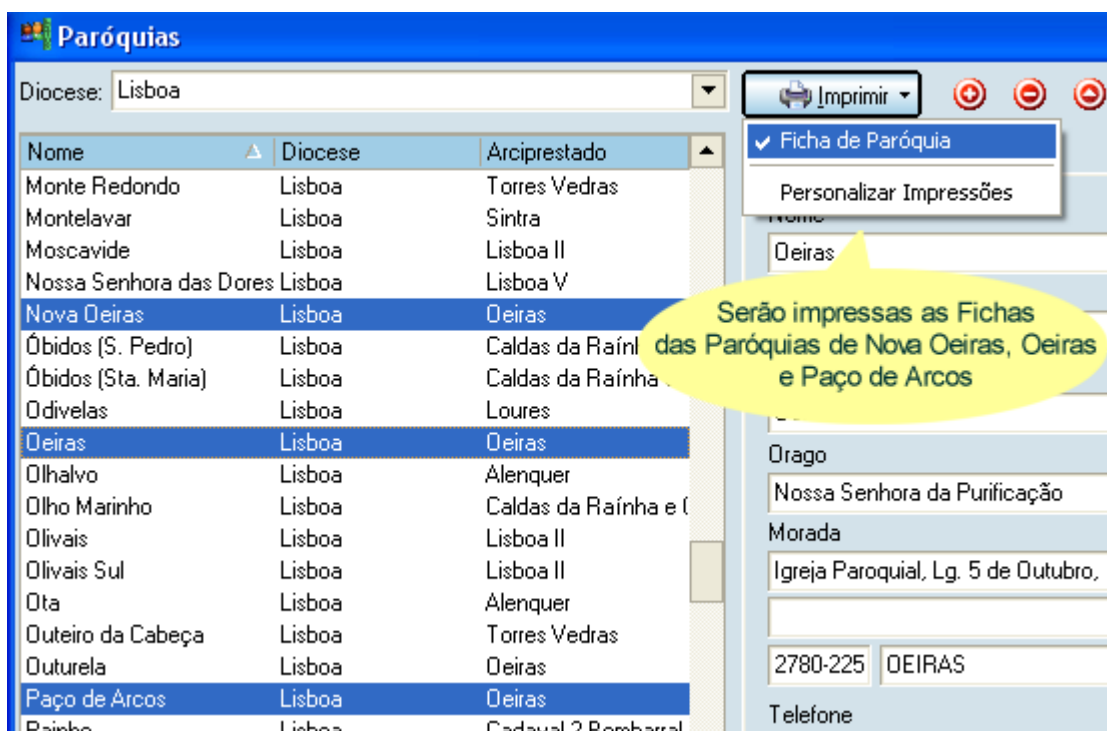 Paróquias
Diocese: Lisboa
Imprimir
Ficha de Paróquia
Personalizar Impressões
Nome Diocese Arciprestado
Monte Redondo Lisboa Torres Vedras
Montelavar Lisboa Sintra
Moscavide Lisboa Lisboa II
Nossa Senhora das Dores Lisboa Lisboa V
Nova Oeiras Lisboa Oeiras
Óbidos (S. Pedro) Lisboa Caldas da
Óbidos (Sta. Maria) Lisboa Caldas da Raínha
Odivelas Lisboa Loures
Oeiras Lisboa Oeiras
Olhalvo Lisboa Alenquer
Olho Marinho Lisboa Caldas da Raínha e
Olivais Lisboa Lisboa II
Olivais Sul Lisboa Lisboa II
Ota Lisboa Alenquer
Outeiro da Cabeça Lisboa Torres Vedras
Outurela Lisboa Oeiras
Paço de Arcos Lisboa Oeiras
Lisboa Cadaval
Nome
Oeiras
Serão impressas as Fichas
das Paróquias de Nova Oeiras, Oeiras
e Paço de Arcos
Orago
Nossa Senhora da Purificação
Morada
Igreja Paroquial, Lg. 5 de Outubro,
2780-225 OEIRAS
Telefone